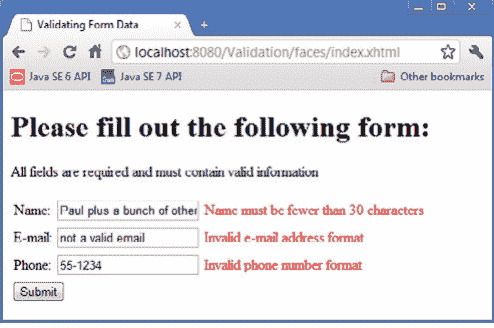 Validating Form Data
localhost:8080/Validation/faces/index.xhtml
Java SE 6 API Java SE 7 API Other bookmarks
Please fill out the following form:
All fields are required and must contain valid information
Name: Paul plus a bunch of other Name must be fewer than 30 characters
E-mail: not a valid email Invalid e-mail address format
Phone: 55-1234 Invalid phone number format
Submit